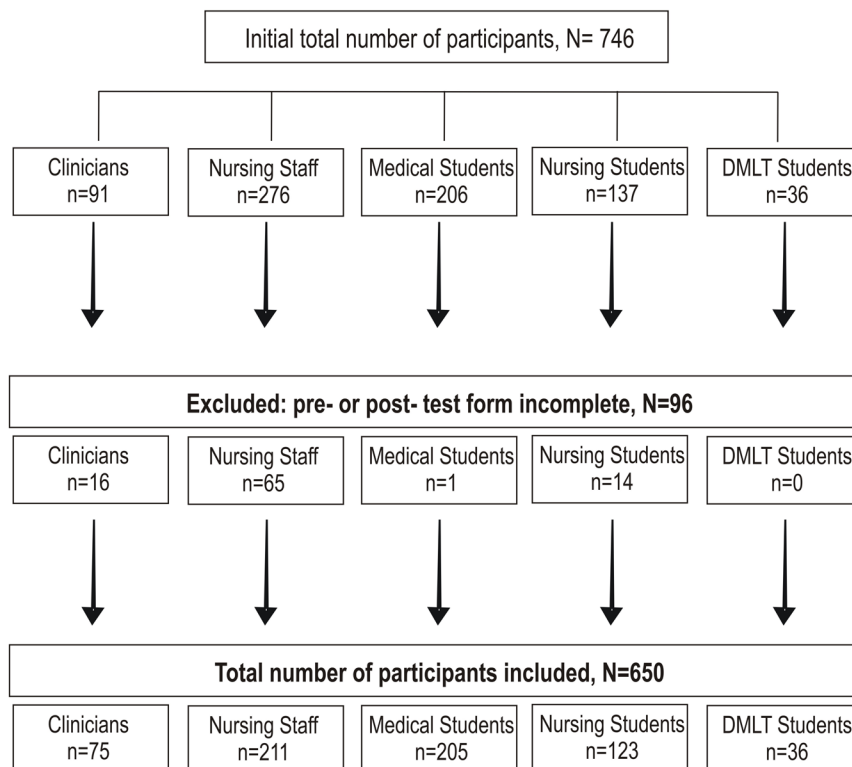 Initial total number of participants, N= 746
Clinicians
n=91
Nursing Staff
n=276
Medical Students
n=206
Nursing Students
n=137
DMLT Students
n=36
Excluded: pre- or post- test form incomplete, N=96
Clinicians
n=16
Nursing Staff
n=65
Medical Students
n=1
Nursing Students
n=14
DMLT Students
n=0
Total number of participants included, N=650
Clinicians
n=75
Nursing Staff
n=211
Medical Students
n=205
Nursing Students
n=123
DMLT Students
n=36